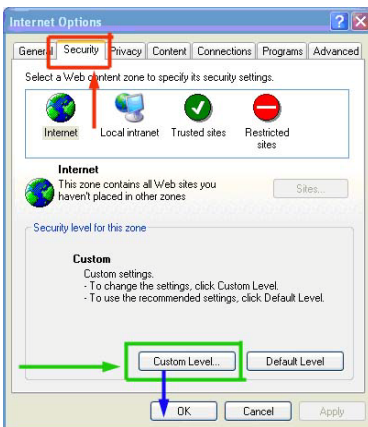 Internet Options
General Security Privacy Content Connections Programs Advanced
Select a Web content zone to specify its security settings.
Internet Local intranet Trusted sites Restricted sites
Internet
This zone contains all Web sites you
haven't placed in other zones
Sites...
Security level for this zone
Custom
Custom settings.
- To change the settings, click Custom Level.
- To use the recommended settings, click Default Level.
Custom Level... Default Level
OK Cancel Apply